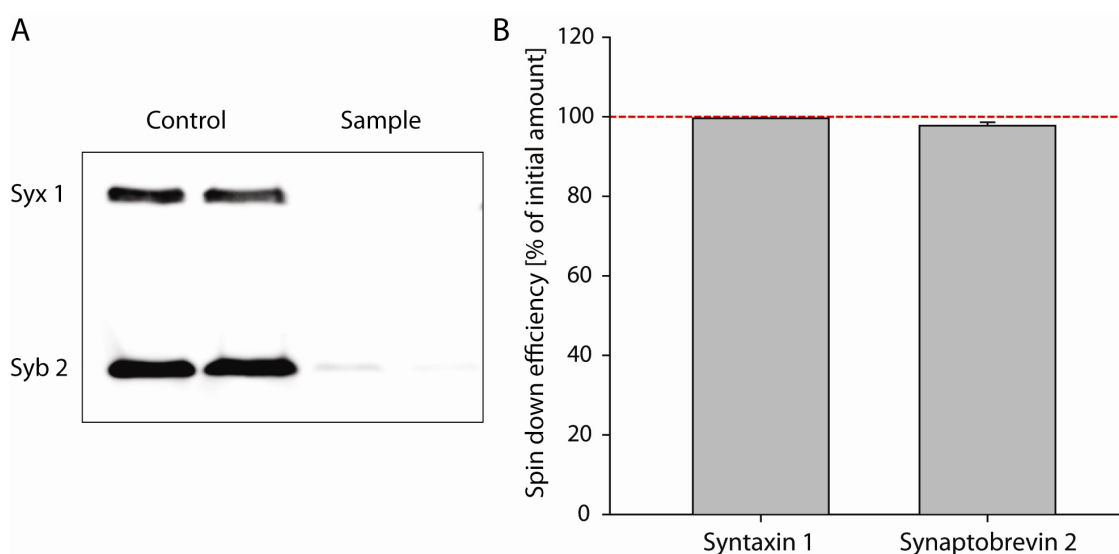 A
Control Sample
Syx 1
Syb 2
B
Spin down efficiency [% of initial amount]
120
100
80
60
40
20
0
Syntaxin 1 Synaptobrevin 2